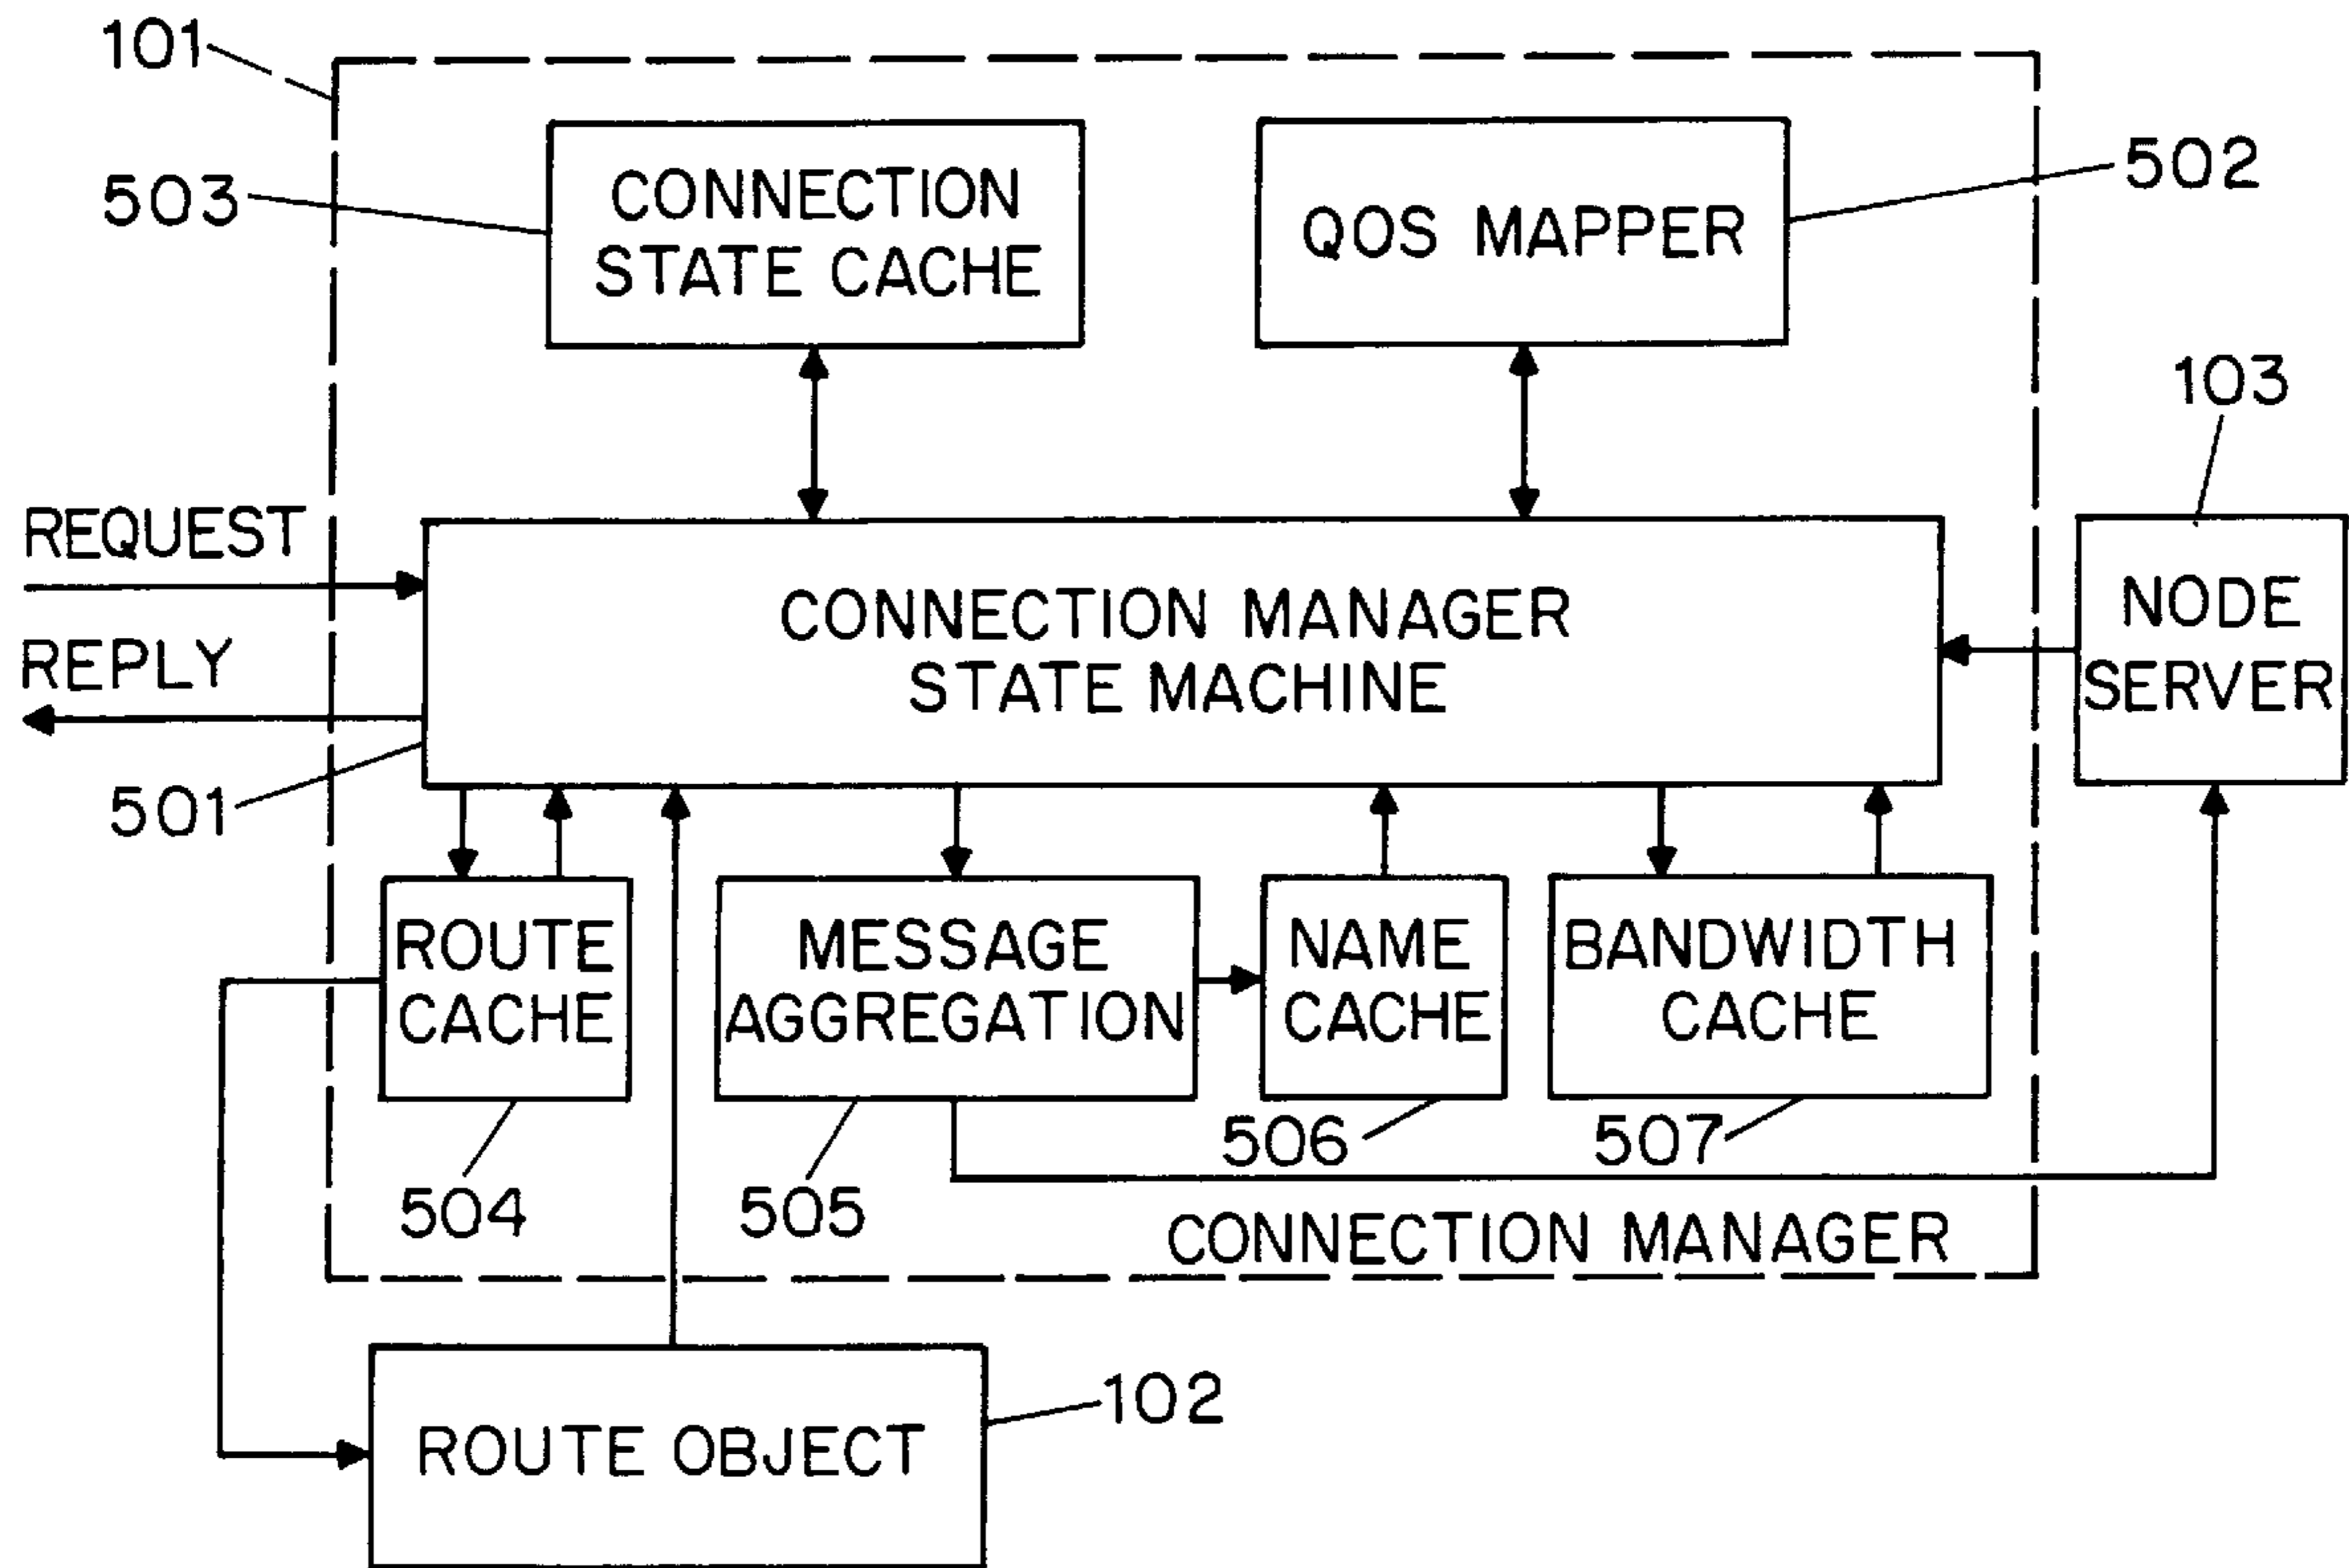 101
CONNECTION
STATE CACHE
503
QOS MAPPER
502
103
REQUEST
REPLY
CONNECTION MANAGER
STATE MACHINE
NODE
SERVER
501
ROUTE
CACHE
MESSAGE
AGGREGATION
NAME
CACHE
BANDWIDTH
CACHE
504
505
506
507
CONNECTION MANAGER
ROUTE OBJECT
102